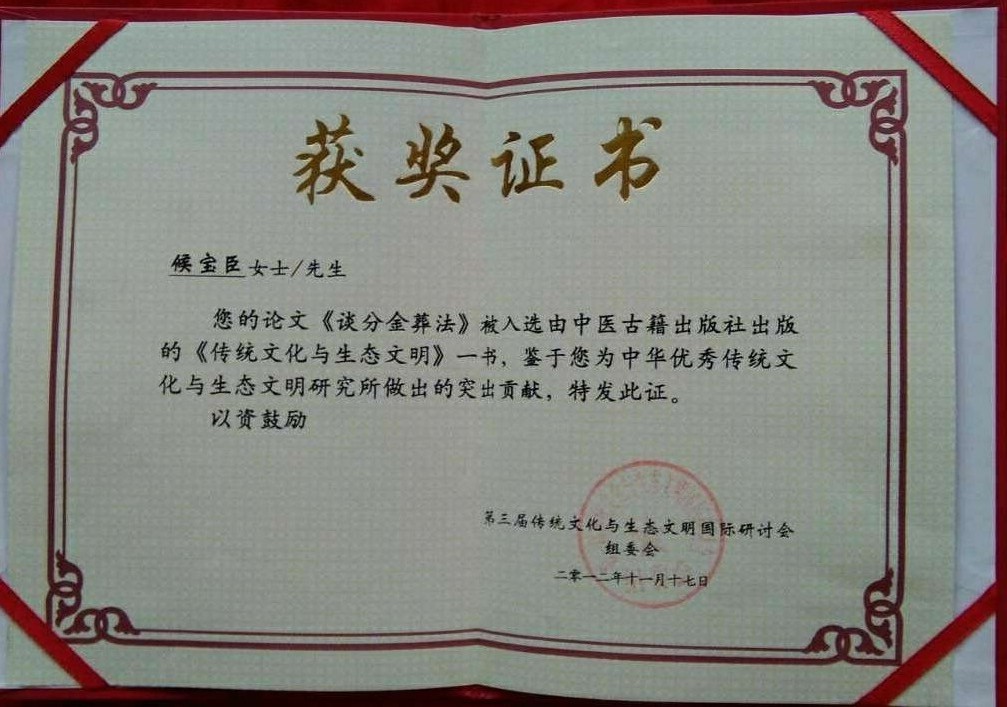 获奖证书
候宝臣女士/先生
您的论文《谈分金葬法》被入选由中医古籍出版社出版
的《传统文化与生态文明》一书，鉴于您为中华优秀传统文
化与生态文明研究所做出的突出贡献，特发此证。
以资鼓励
第三届传统文化与生态文明国际研讨会
组委会
二零一二年十一月十七日